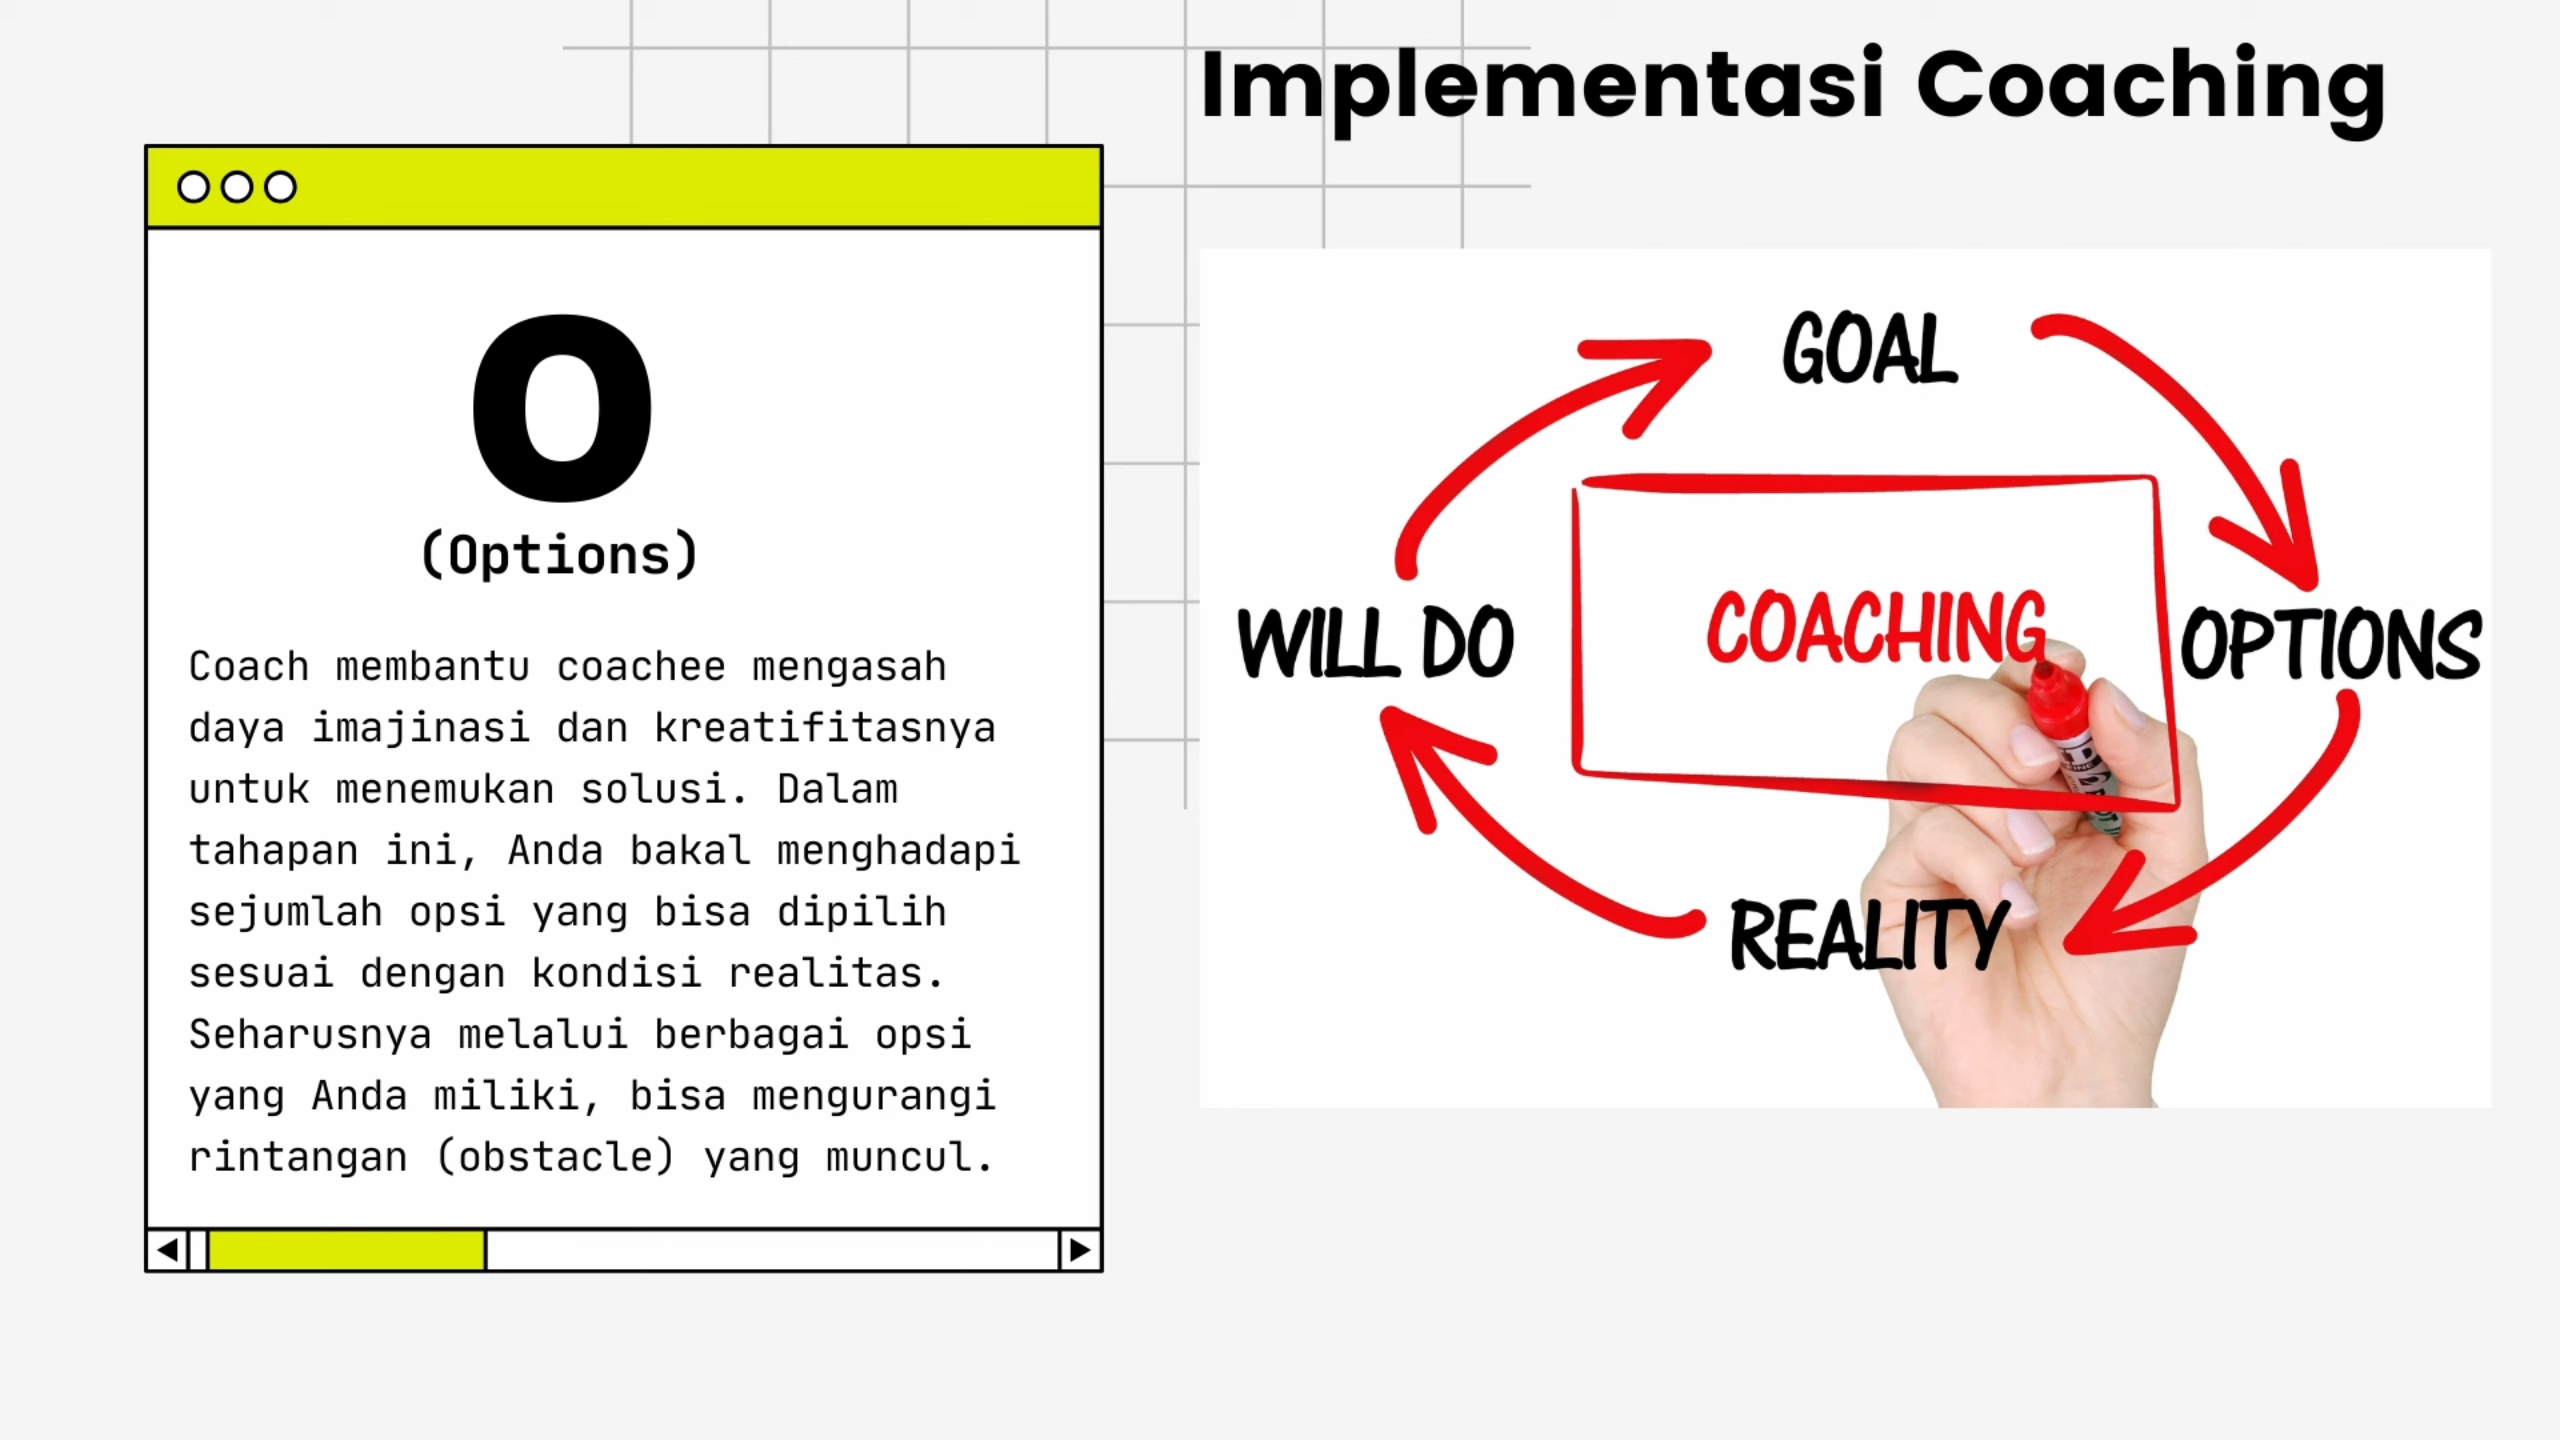 Implementasi Coaching
O
(Options)
Coach membantu coachee mengasah
daya imajinasi dan kreatifitasnya
untuk menemukan solusi. Dalam
tahapan ini, Anda bakal menghadapi
sejumlah opsi yang bisa dipilih
sesuai dengan kondisi realitas.
Seharusnya melalui berbagai opsi
yang Anda miliki, bisa mengurangi
rintangan (obstacle) yang muncul.
GOAL
WILL DO
COACHING
OPTIONS
REALITY